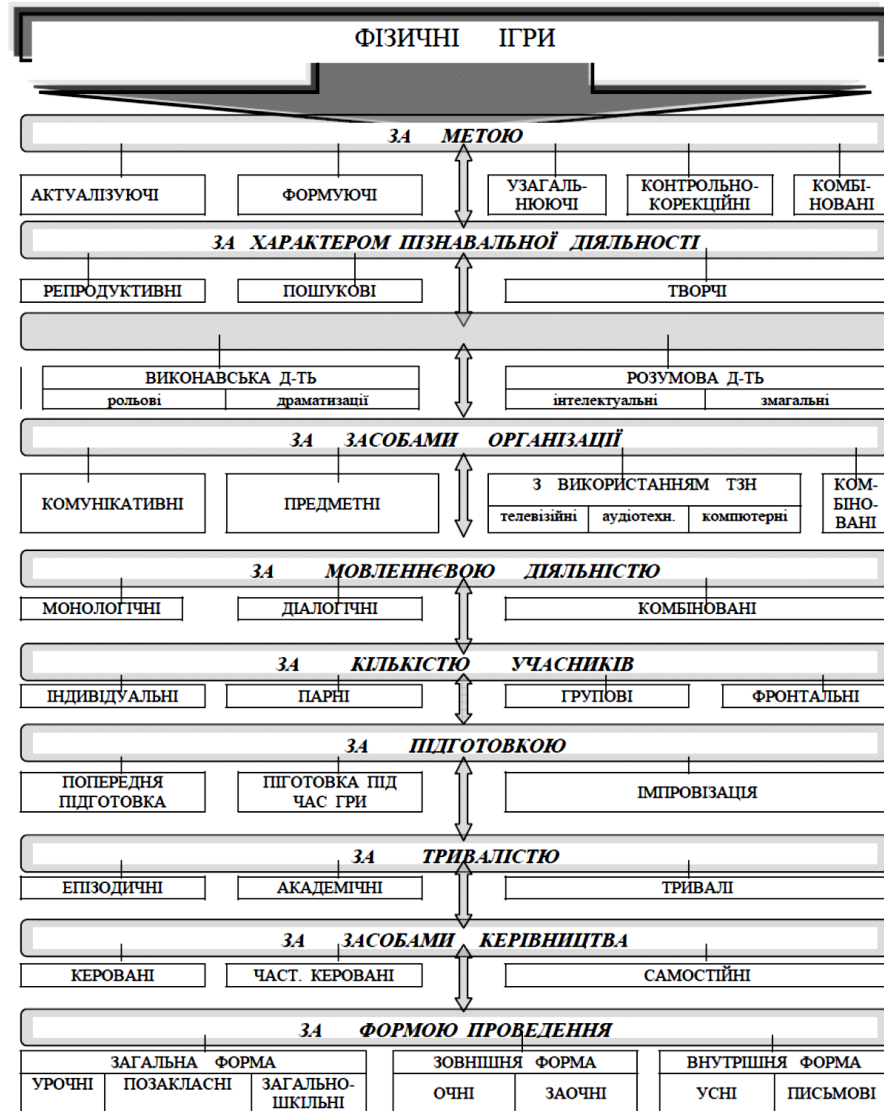 ФІЗИЧНІ ІГРИ
ЗА МЕТОЮ
АКТУАЛІЗУЮЧІ
ФОРМУЮЧІ
УЗАГАЛЬ-
НЮЮЧІ
КОНТРОЛЬНО-
КОРЕКЦІЙНІ
КОМБІ-
НОВАНІ
ЗА ХАРАКТЕРОМ ПІЗНАВАЛЬНОЇ ДІЯЛЬНОСТІ
РЕПРОДУКТИВНІ
ПОШУКОВІ
ТВОРЧІ
ВИКОНАВСЬКА Д-ТЬ
рольові
драматизації
РОЗУМОВА Д-ТЬ
інтелектуальні
змагальні
ЗА ЗАСОБАМИ ОРГАНІЗАЦІЇ
КОМУНІКАТИВНІ
ПРЕДМЕТНІ
З ВИКОРИСТАННЯМ ТЗН
телевізійні
аудіотехн.
компютерні
КОМ-
БІНО-
ВАНІ
ЗА МОВЛЕННЄВОЮ ДІЯЛЬНІСТЮ
МОНОЛОГІЧНІ
ДІАЛОГІЧНІ
КОМБІНОВАНІ
ЗА КІЛЬКІСТЮ УЧАСНИКІВ
ІНДИВІДУАЛЬНІ
ПАРНІ
ГРУПОВІ
ФРОНТАЛЬНІ
ЗА ПІДГОТОВКОЮ
ПОПЕРЕДНЯ
ПІДГОТОВКА
ПІГОТОВКА ПІД
ЧАС ГРИ
ІМПРОВІЗАЦІЯ
ЗА ТРИВАЛІСТЮ
ЕПІЗОДИЧНІ
АКАДЕМІЧНІ
ТРИВАЛІ
ЗА ЗАСОБАМИ КЕРІВНИЦТВА
КЕРОВАНІ
ЧАСТ. КЕРОВАНІ
САМОСТІЙНІ
ЗА ФОРМОЮ ПРОВЕДЕННЯ
ЗАГАЛЬНА ФОРМА
УРОЧНІ
ПОЗАКЛАСНІ
ЗАГАЛЬНО-
ШКІЛЬНІ
ЗОВНІШНЯ ФОРМА
ОЧНІ
ЗАОЧНІ
ВНУТРІШНЯ ФОРМА
УСНІ
ПИСЬМОВІ